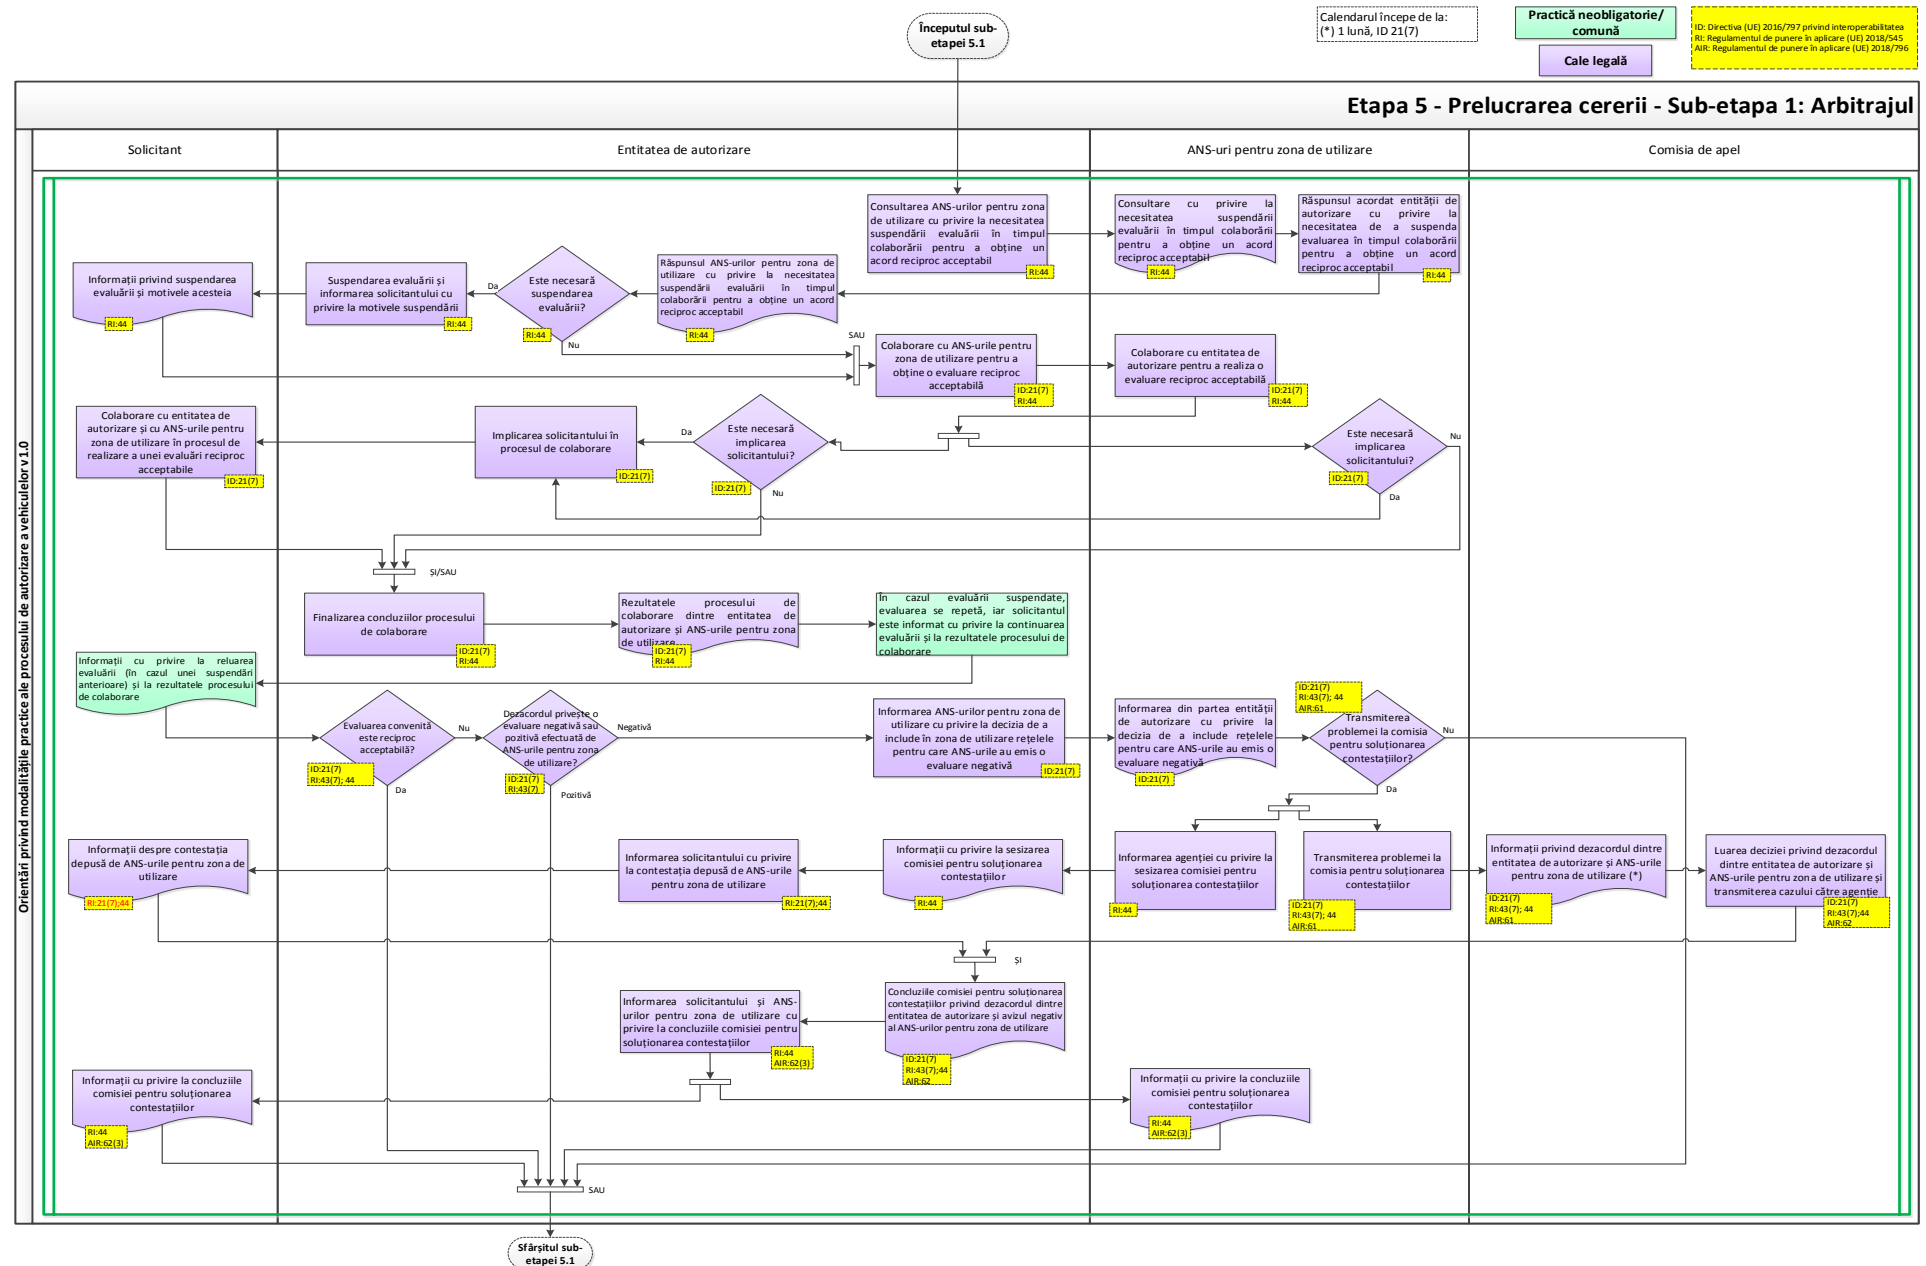 Începutul sub-
etapei 5.1
Calendarul începe de la:
(*) 1 lună, ID 21(7)
Practică neobligatorie/
comună
Cale legală
ID: Directiva (UE) 2016/797 privind interoperabilitatea
RI: Regulamentul de punere în aplicare (UE) 2018/545
AIR: Regulamentul de punere în aplicare (UE) 2018/796
Etapa 5 - Prelucrarea cererii - Sub-etapa 1: Arbitrajul
Orientări privind modalitățile practice ale procesului de autorizare a vehiculelor v 1.0
Solicitant
Entitatea de autorizare
ANS-uri pentru zona de utilizare
Comisia de apel
Consultarea ANS-urilor pentru zona
de utilizare cu privire la necesitatea
suspendării evaluării în timpul
colaborării pentru a obține un
acord reciproc acceptabil
RI:44
Consultare cu privire la
necesitatea suspendării
evaluării în timpul colaborării
pentru a obține un acord
reciproc acceptabil
RI:44
Răspunsul acordat entității de
autorizare cu privire la
necesitatea de a suspenda
evaluarea în timpul colaborării
pentru a obține un acord
reciproc acceptabil
RI:44
Informații privind suspendarea
evaluării și motivele acesteia
RI:44
Suspendarea evaluării și
informarea solicitantului cu
privire la motivele suspendării
RI:44
Da
Este necesară
suspendarea
evaluării?
RI:44
Nu
Răspunsul ANS-urilor pentru zona de
utilizare cu privire la necesitatea
suspendării evaluării în timpul
colaborării pentru a obține un acord
reciproc acceptabil
RI:44
SAU
Colaborare cu ANS-urile pentru
zona de utilizare pentru a
obține o evaluare reciproc
acceptabilă
ID:21(7)
RI:44
Colaborare cu entitatea de
autorizare pentru a realiza o
evaluare reciproc acceptabilă
ID:21(7)
RI:44
Colaborare cu entitatea de
autorizare și cu ANS-urile pentru
zona de utilizare în procesul de
realizare a unei evaluări reciproc
acceptabile
ID:21(7)
Implicarea solicitantului în
procesul de colaborare
ID:21(7)
Da
Este necesară
implicarea
solicitantului?
ID:21(7)
Nu
Este necesară
implicarea
solicitantului?
ID:21(7)
Nu
Da
ȘI/SAU
Finalizarea concluziilor procesului
de colaborare
ID:21(7)
RI:44
Rezultatele procesului de
colaborare dintre entitatea de
autorizare și ANS-urile pentru zona
de utilizare
ID:21(7)
RI:44
În cazul evaluării suspendate,
evaluarea se repetă, iar solicitantul
este informat cu privire la continuarea
evaluării și la rezultatele procesului de
colaborare
Informații cu privire la reluarea
evaluării (în cazul unei suspendări
anterioare) și la rezultatele procesului
de colaborare
Evaluarea convenită
este reciproc
acceptabilă?
ID:21(7)
RI:43(7); 44
Nu
Da
Dezacordul privește o
evaluare negativă sau
pozitivă efectuată de
ANS-urile pentru zona
de utilizare?
ID:21(7)
RI:43(7)
Negativă
Pozitivă
Informarea ANS-urilor pentru zona de
utilizare cu privire la decizia de a
include în zona de utilizare rețelele
pentru care ANS-urile au emis o
evaluare negativă
ID:21(7)
Informarea din partea entității
de autorizare cu privire la
decizia de a include rețelele
pentru care ANS-urile au emis o
evaluare negativă
ID:21(7)
ID:21(7)
RI:43(7); 44
AIR:61
Transmiterea
problemei la comisia
pentru soluționarea
contestațiilor?
Nu
Da
Informații despre contestația
depusă de ANS-urile pentru zona de
utilizare
RI:21(7);44
Informarea solicitantului cu privire
la contestația depusă de ANS-urile
pentru zona de utilizare
RI:21(7);44
Informații cu privire la sesizarea
comisiei pentru soluționarea
contestațiilor
RI:44
Informarea agenției cu privire la
sesizarea comisiei pentru
soluționarea contestațiilor
RI:44
Transmiterea problemei la
comisia pentru soluționarea
contestațiilor
ID:21(7)
RI:43(7); 44
AIR:61
Informații privind dezacordul dintre
entitatea de autorizare și ANS-urile
pentru zona de utilizare (*)
ID:21(7)
RI:43(7); 44
AIR:61
Luarea deciziei privind dezacordul
dintre entitatea de autorizare și
ANS-urile pentru zona de utilizare și
transmiterea cazului către agenție
ID:21(7)
RI:43(7);44
AIR:62
ȘI
Informarea solicitantului și ANS-
urilor pentru zona de utilizare cu
privire la concluziile comisiei pentru
soluționarea contestațiilor
RI:44
AIR:62(3)
Concluziile comisiei pentru soluționarea
contestațiilor privind dezacordul dintre
entitatea de autorizare și avizul negativ
al ANS-urilor pentru zona de utilizare
ID:21(7)
RI:43(7);44
AIR:62
Informații cu privire la concluziile
comisiei pentru soluționarea
contestațiilor
RI:44
AIR:62(3)
Informații cu privire la concluziile
comisiei pentru soluționarea
contestațiilor
RI:44
AIR:62(3)
SAU
Sfârșitul sub-
etapei 5.1